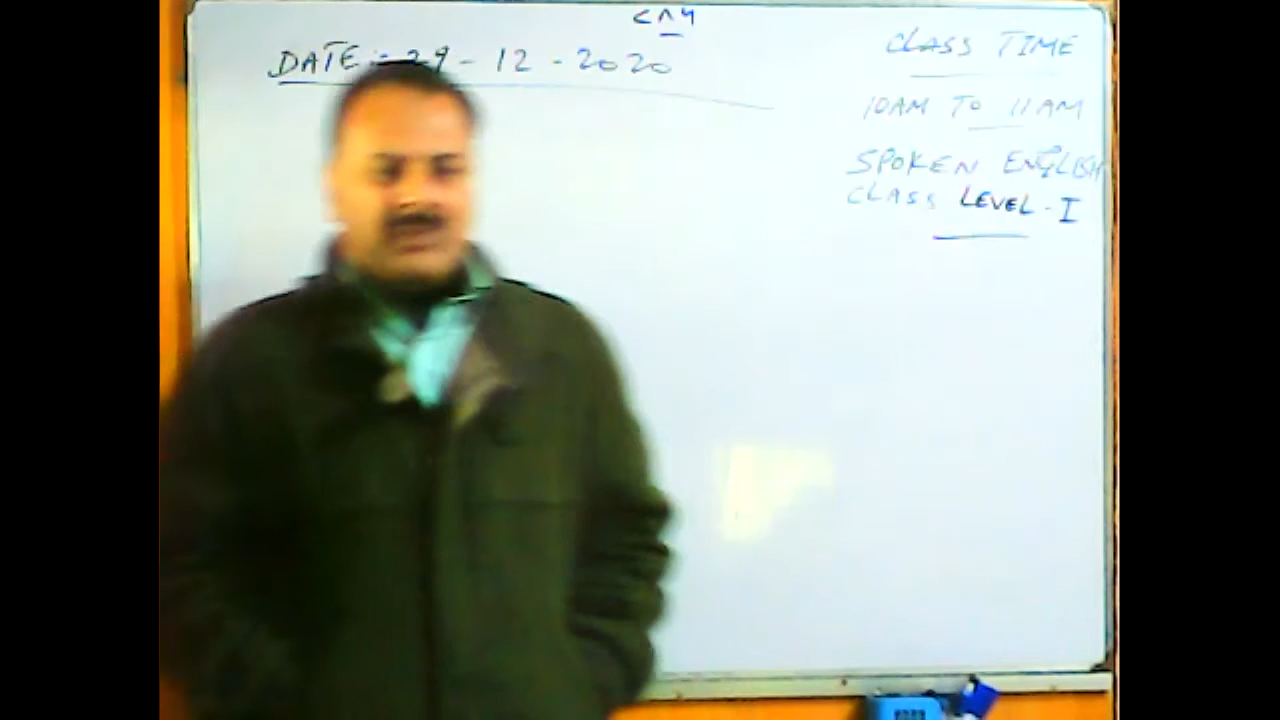 DATE :- 29 - 12 - 2020
CLASS TIME
10AM TO 11AM
SPOKEN ENGLISH
CLASS LEVEL - I